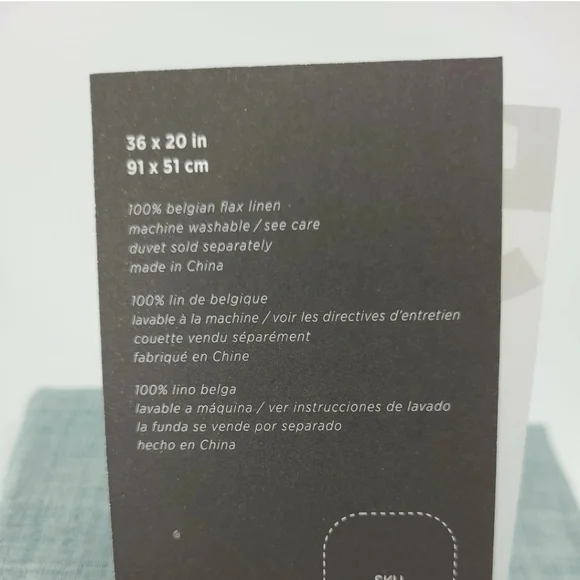 36 x 20 in
91 x 51 cm
100% belgian flax linen
machine washable / see care
duvet sold separately
made in China
100% lin de belgique
lavable à la machine / voir les directives d'entretien
couette vendu séparément
fabriqué en Chine
100% lino belga
lavable a máquina / ver instrucciones de lavado
la funda se vende por separado
hecho en China